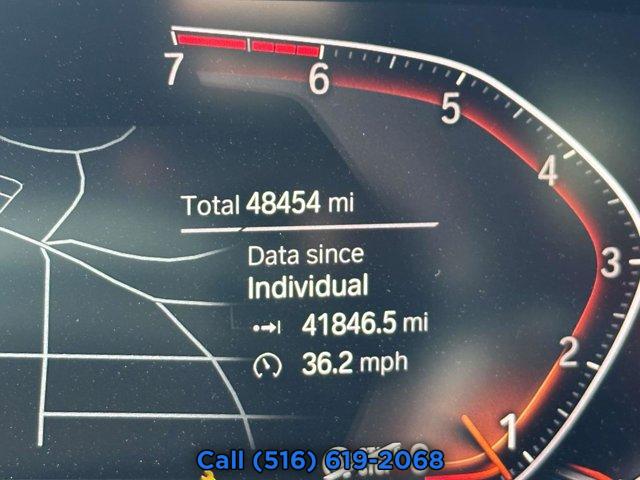 7
6
5
4
3
2
1
Total 48454 mi
Data since
Individual
41846.5 mi
36.2 mph
Call (516) 619-2068